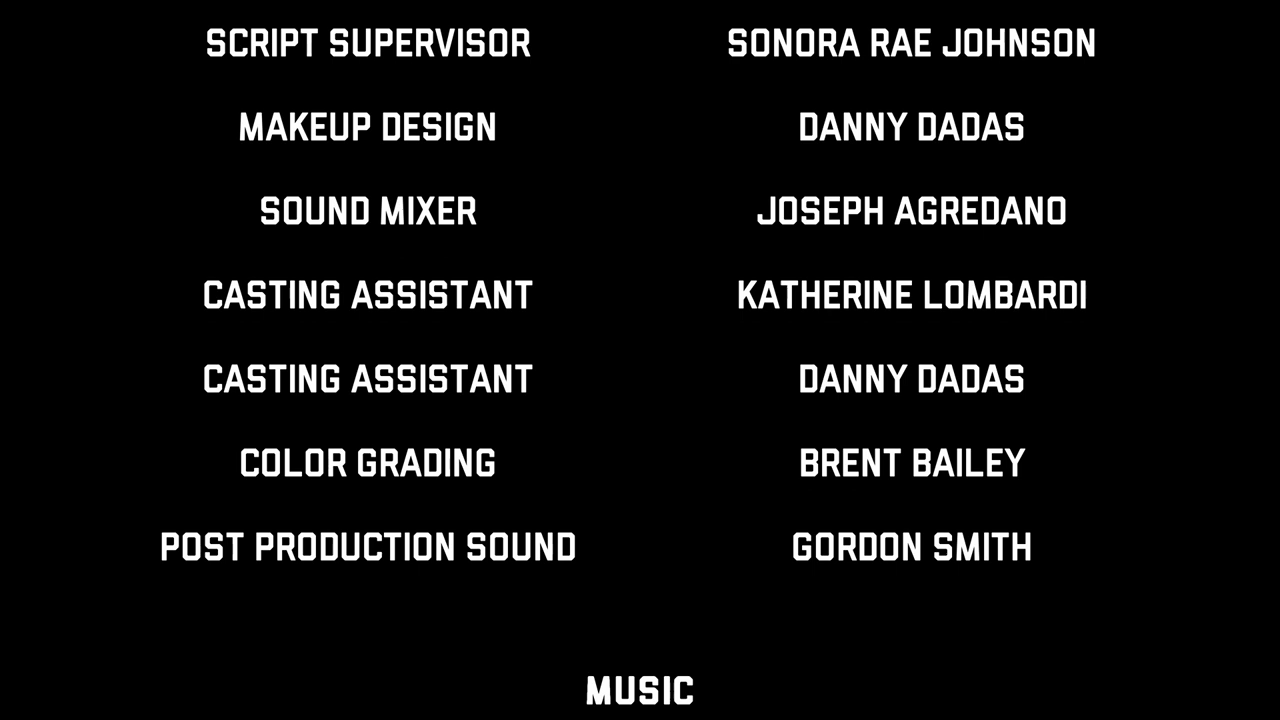 SCRIPT SUPERVISOR SONORA RAE JOHNSON
MAKEUP DESIGN DANNY DADAS
SOUND MIXER JOSEPH AGREDANO
CASTING ASSISTANT KATHERINE LOMBARDI
CASTING ASSISTANT DANNY DADAS
COLOR GRADING BRENT BAILEY
POST PRODUCTION SOUND GORDON SMITH
MUSIC